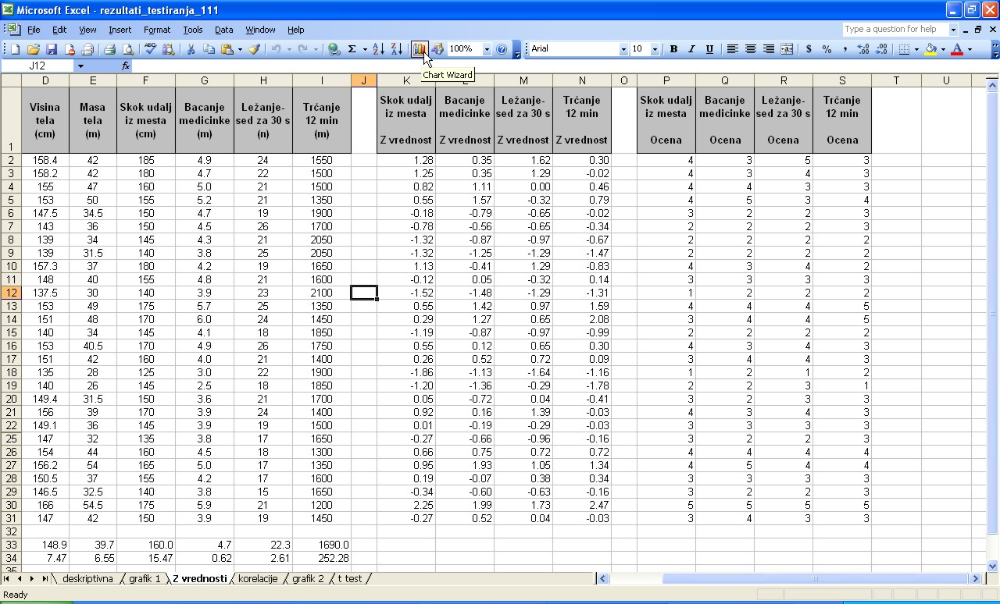 Microsoft Excel - rezultati_testiranja_111
File Edit View Insert Format Tools Data Window Help
Type a question for help
100% Arial 10 B I U $ % ,
J12 fx
Chart Wizard
D E F G H I J K L M N O P Q R S T U
1 Visina tela (cm) Masa tela (m) Skok udalj iz mesta (cm) Bacanje medicinke (m) Ležanje-sed za 30 s (n) Trčanje 12 min (m) Skok udalj iz mesta Z vrednost Bacanje medicinke Z vrednost Ležanje-sed za 30 s Z vrednost Trčanje 12 min Z vrednost Skok udalj iz mesta Ocena Bacanje medicinke Ocena Ležanje-sed za 30 s Ocena Trčanje 12 min Ocena
2 158.4 42 185 4.9 24 1550 1.28 0.35 1.62 0.30 4 3 5 3
3 158.2 42 180 4.7 22 1500 1.25 0.35 1.29 -0.02 4 3 4 3
4 155 47 160 5.0 21 1500 0.82 1.11 0.00 0.46 4 4 3 3
5 153 50 155 5.2 21 1350 0.55 1.57 -0.32 0.79 4 5 3 4
6 147.5 34.5 150 4.7 19 1900 -0.18 -0.79 -0.65 -0.02 3 2 2 3
7 143 36 150 4.5 26 1700 -0.78 -0.56 -0.65 -0.34 2 2 2 3
8 139 34 145 4.3 21 2050 -1.32 -0.87 -0.97 -0.67 2 2 2 2
9 139 31.5 140 3.8 25 2050 -1.32 -1.25 -1.29 -1.47 2 2 2 2
10 157.3 37 180 4.2 19 1650 1.13 -0.41 1.29 -0.83 4 3 4 2
11 148 40 155 4.8 21 1600 -0.12 0.05 -0.32 0.14 3 3 3 3
12 137.5 30 140 3.9 23 2100 -1.52 -1.48 -1.29 -1.31 1 2 2 2
13 153 49 175 5.7 25 1350 0.55 1.42 0.97 1.59 4 4 4 5
14 151 48 170 6.0 24 1450 0.29 1.27 0.65 2.08 3 4 4 5
15 140 34 145 4.1 18 1850 -1.19 -0.87 -0.97 -0.99 2 2 2 2
16 153 40.5 170 4.9 26 1750 0.55 0.12 0.65 0.30 4 3 4 3
17 151 42 160 4.0 21 1400 0.26 0.52 0.72 0.09 3 4 4 3
18 135 28 125 3.0 22 1900 -1.86 -1.13 -1.64 -1.16 1 2 1 2
19 140 26 145 2.5 18 1850 -1.20 -1.36 -0.29 -1.78 2 2 3 1
20 149.4 31.5 150 3.6 21 1700 0.05 -0.72 0.04 -0.41 3 2 3 3
21 156 39 170 3.9 24 1400 0.92 0.16 1.39 -0.03 4 3 4 3
22 149.1 36 145 3.9 19 1500 0.01 -0.19 -0.29 -0.03 3 3 3 3
25 147 32 135 3.8 17 1650 -0.27 -0.66 -0.96 -0.16 3 2 2 3
26 154 44 160 4.5 18 1300 0.66 0.75 0.72 0.72 4 4 4 4
27 156.2 54 165 5.0 17 1350 0.95 1.93 1.05 1.34 4 5 4 4
28 150.5 37 155 4.2 17 1600 0.19 -0.07 0.38 0.34 3 3 3 3
29 146.5 32.5 140 3.8 15 1650 -0.34 -0.60 -0.63 -0.16 3 2 2 3
30 166 54.5 175 5.9 21 1200 2.25 1.99 1.73 2.47 5 5 5 5
31 147 42 150 3.9 19 1450 -0.27 0.52 0.04 -0.03 3 4 3 3
32
33 148.9 39.7 160.0 4.7 22.3 1690.0
34 7.47 6.55 15.47 0.62 2.61 252.28
35
deskriptivna grafik 1 Z vrednosti korelacije grafik 2 t test
Ready